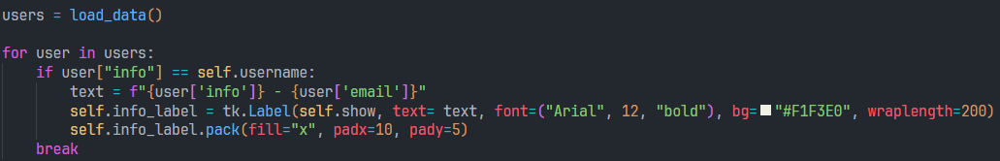 users = load_data()
for user in users:
    if user["info"] == self.username:
        text = f"{user['info']} - {user['email']}"
        self.info_label = tk.Label(self.show, text= text, font=("Arial", 12, "bold"), bg="#F1F3E0", wraplength=200)
        self.info_label.pack(fill="x", padx=10, pady=5)
    break